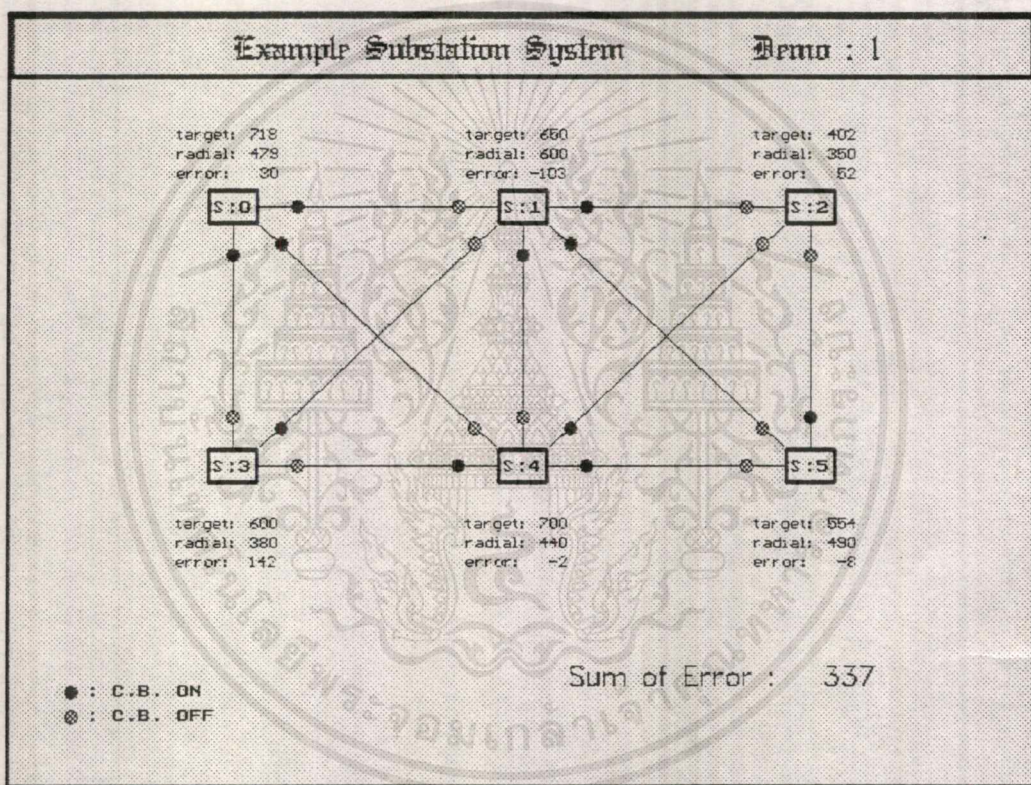 Example Substation System Demo : 1
target: 718
radial: 479
error: 30
target: 650
radial: 600
error: -103
target: 402
radial: 350
error: 52
S:0
S:1
S:2
S:3
S:4
S:5
target: 600
radial: 380
error: 142
target: 700
radial: 440
error: -2
target: 554
radial: 490
error: -8
Sum of Error : 337
: C.B. ON
: C.B. OFF